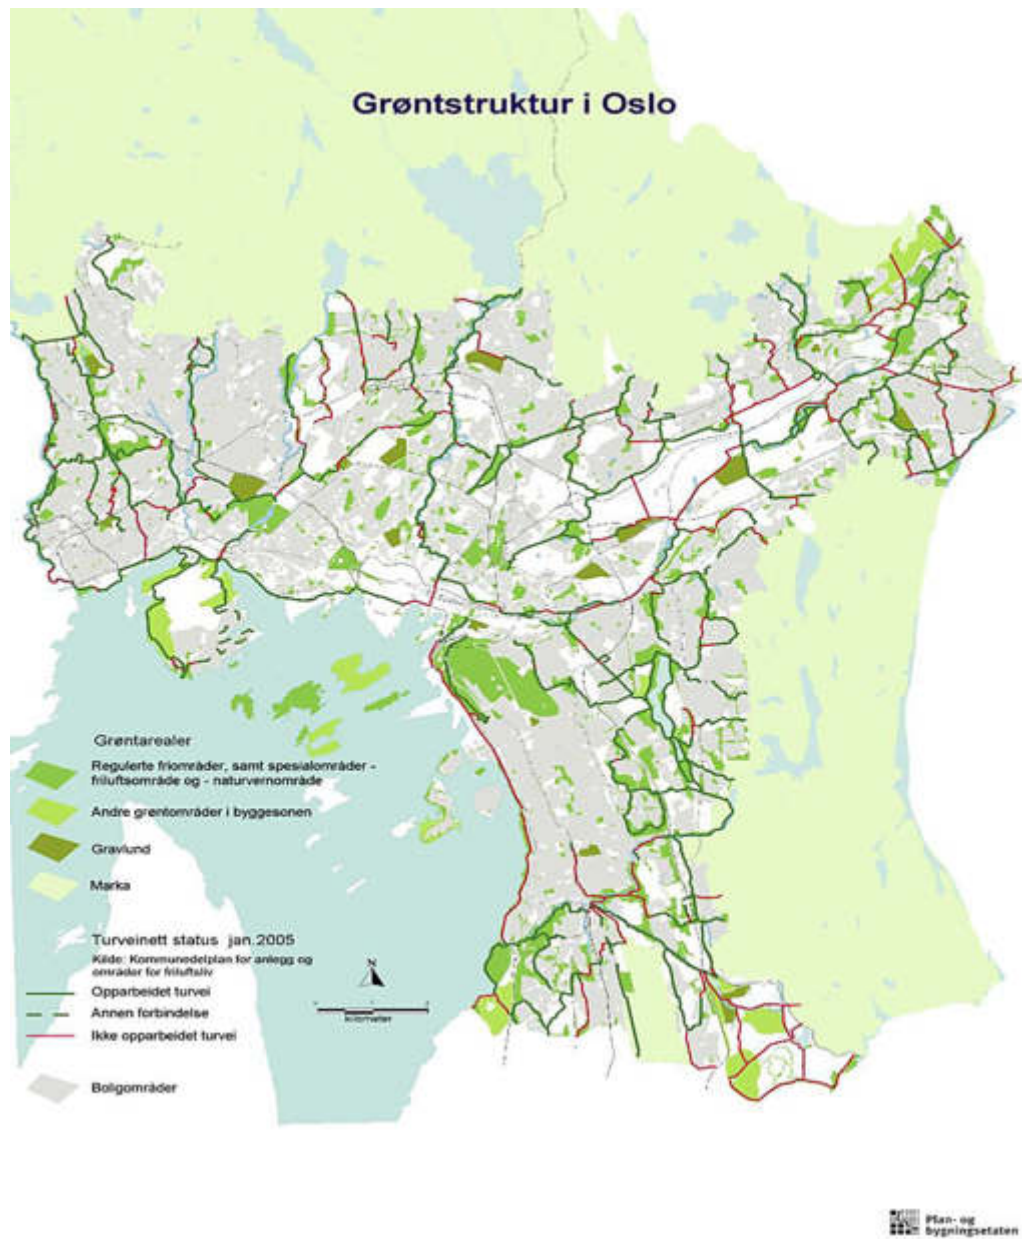 Grøntstruktur i Oslo
Grøntarealer
Regulerte friområder, samt spesialområder -
friluftsområde og - naturvernområde
Andre grøntområder i byggesonen
Gravlund
Marka
Turveinett status jan.2005
Kilde: Kommunedelplan for anlegg og
områder for friluftsliv
Opparbeidet turvei
Annen forbindelse
Ikke opparbeidet turvei
Boligområder
N
kilometer
Plan- og
bygningsetaten